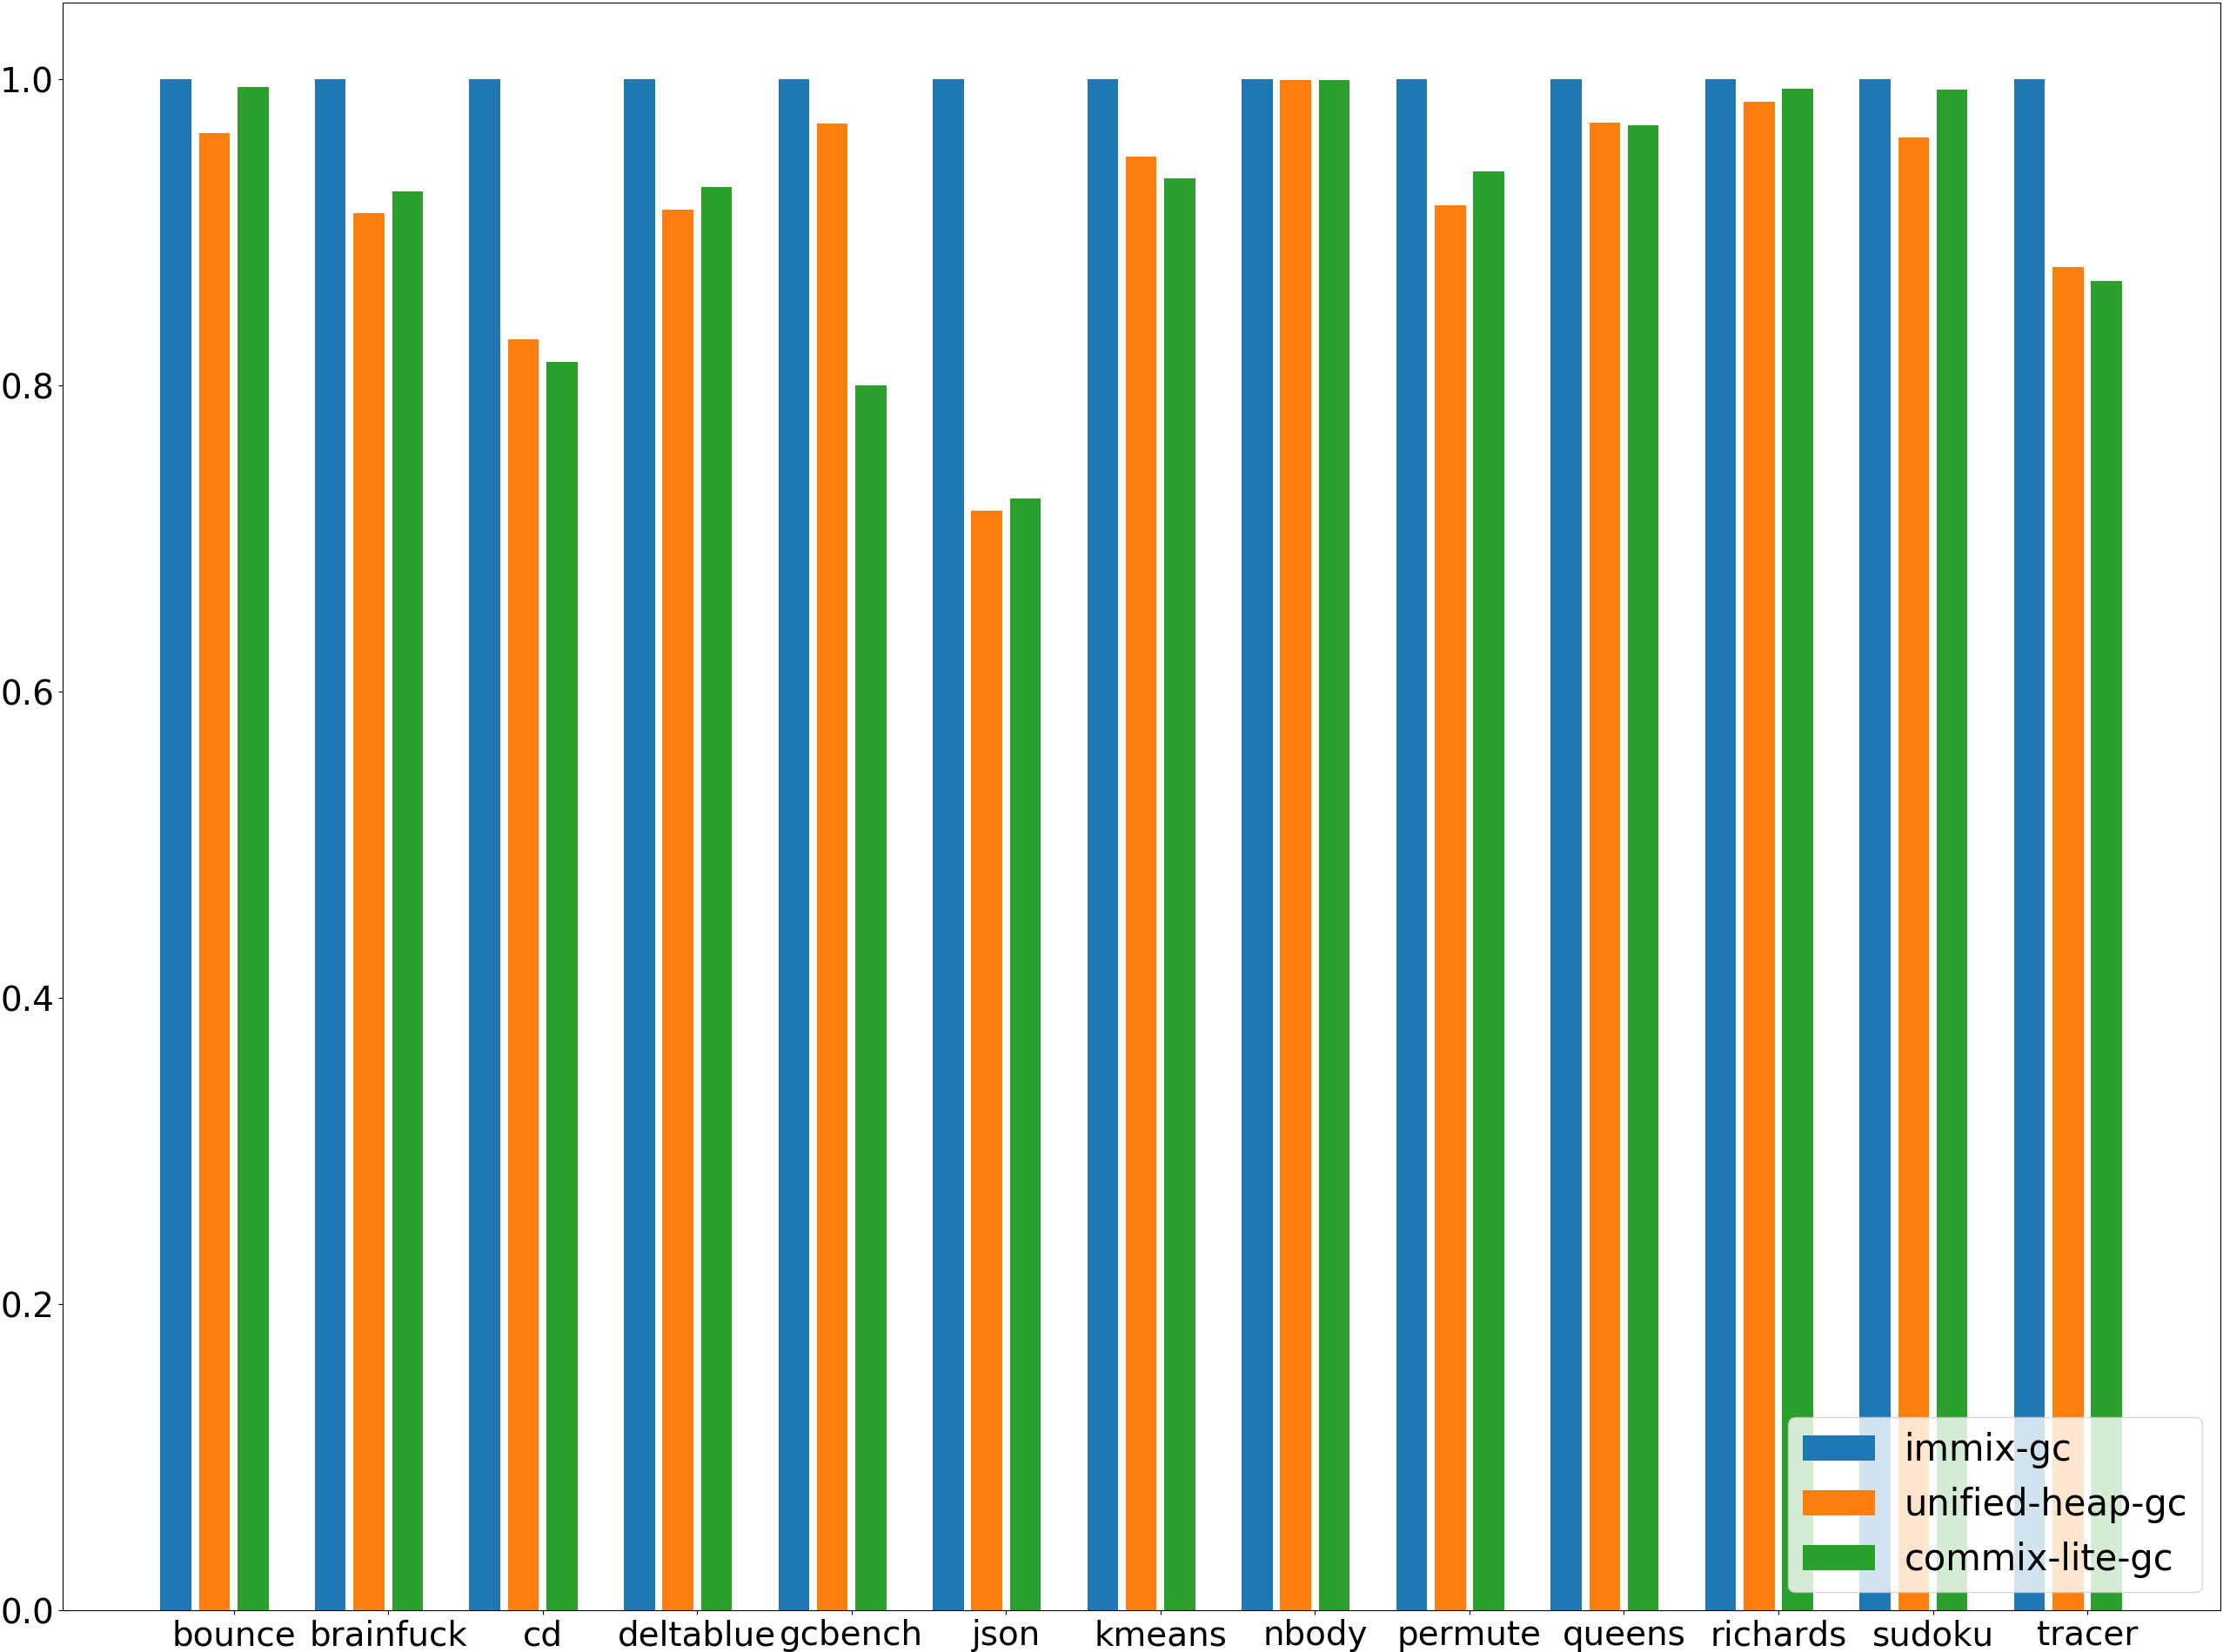 1.0
0.8
0.6
0.4
0.2
0.0
bounce brainfuck cd deltablue gcbench json kmeans nbody permute queens richards sudoku tracer
immix-gc
unified-heap-gc
commix-lite-gc